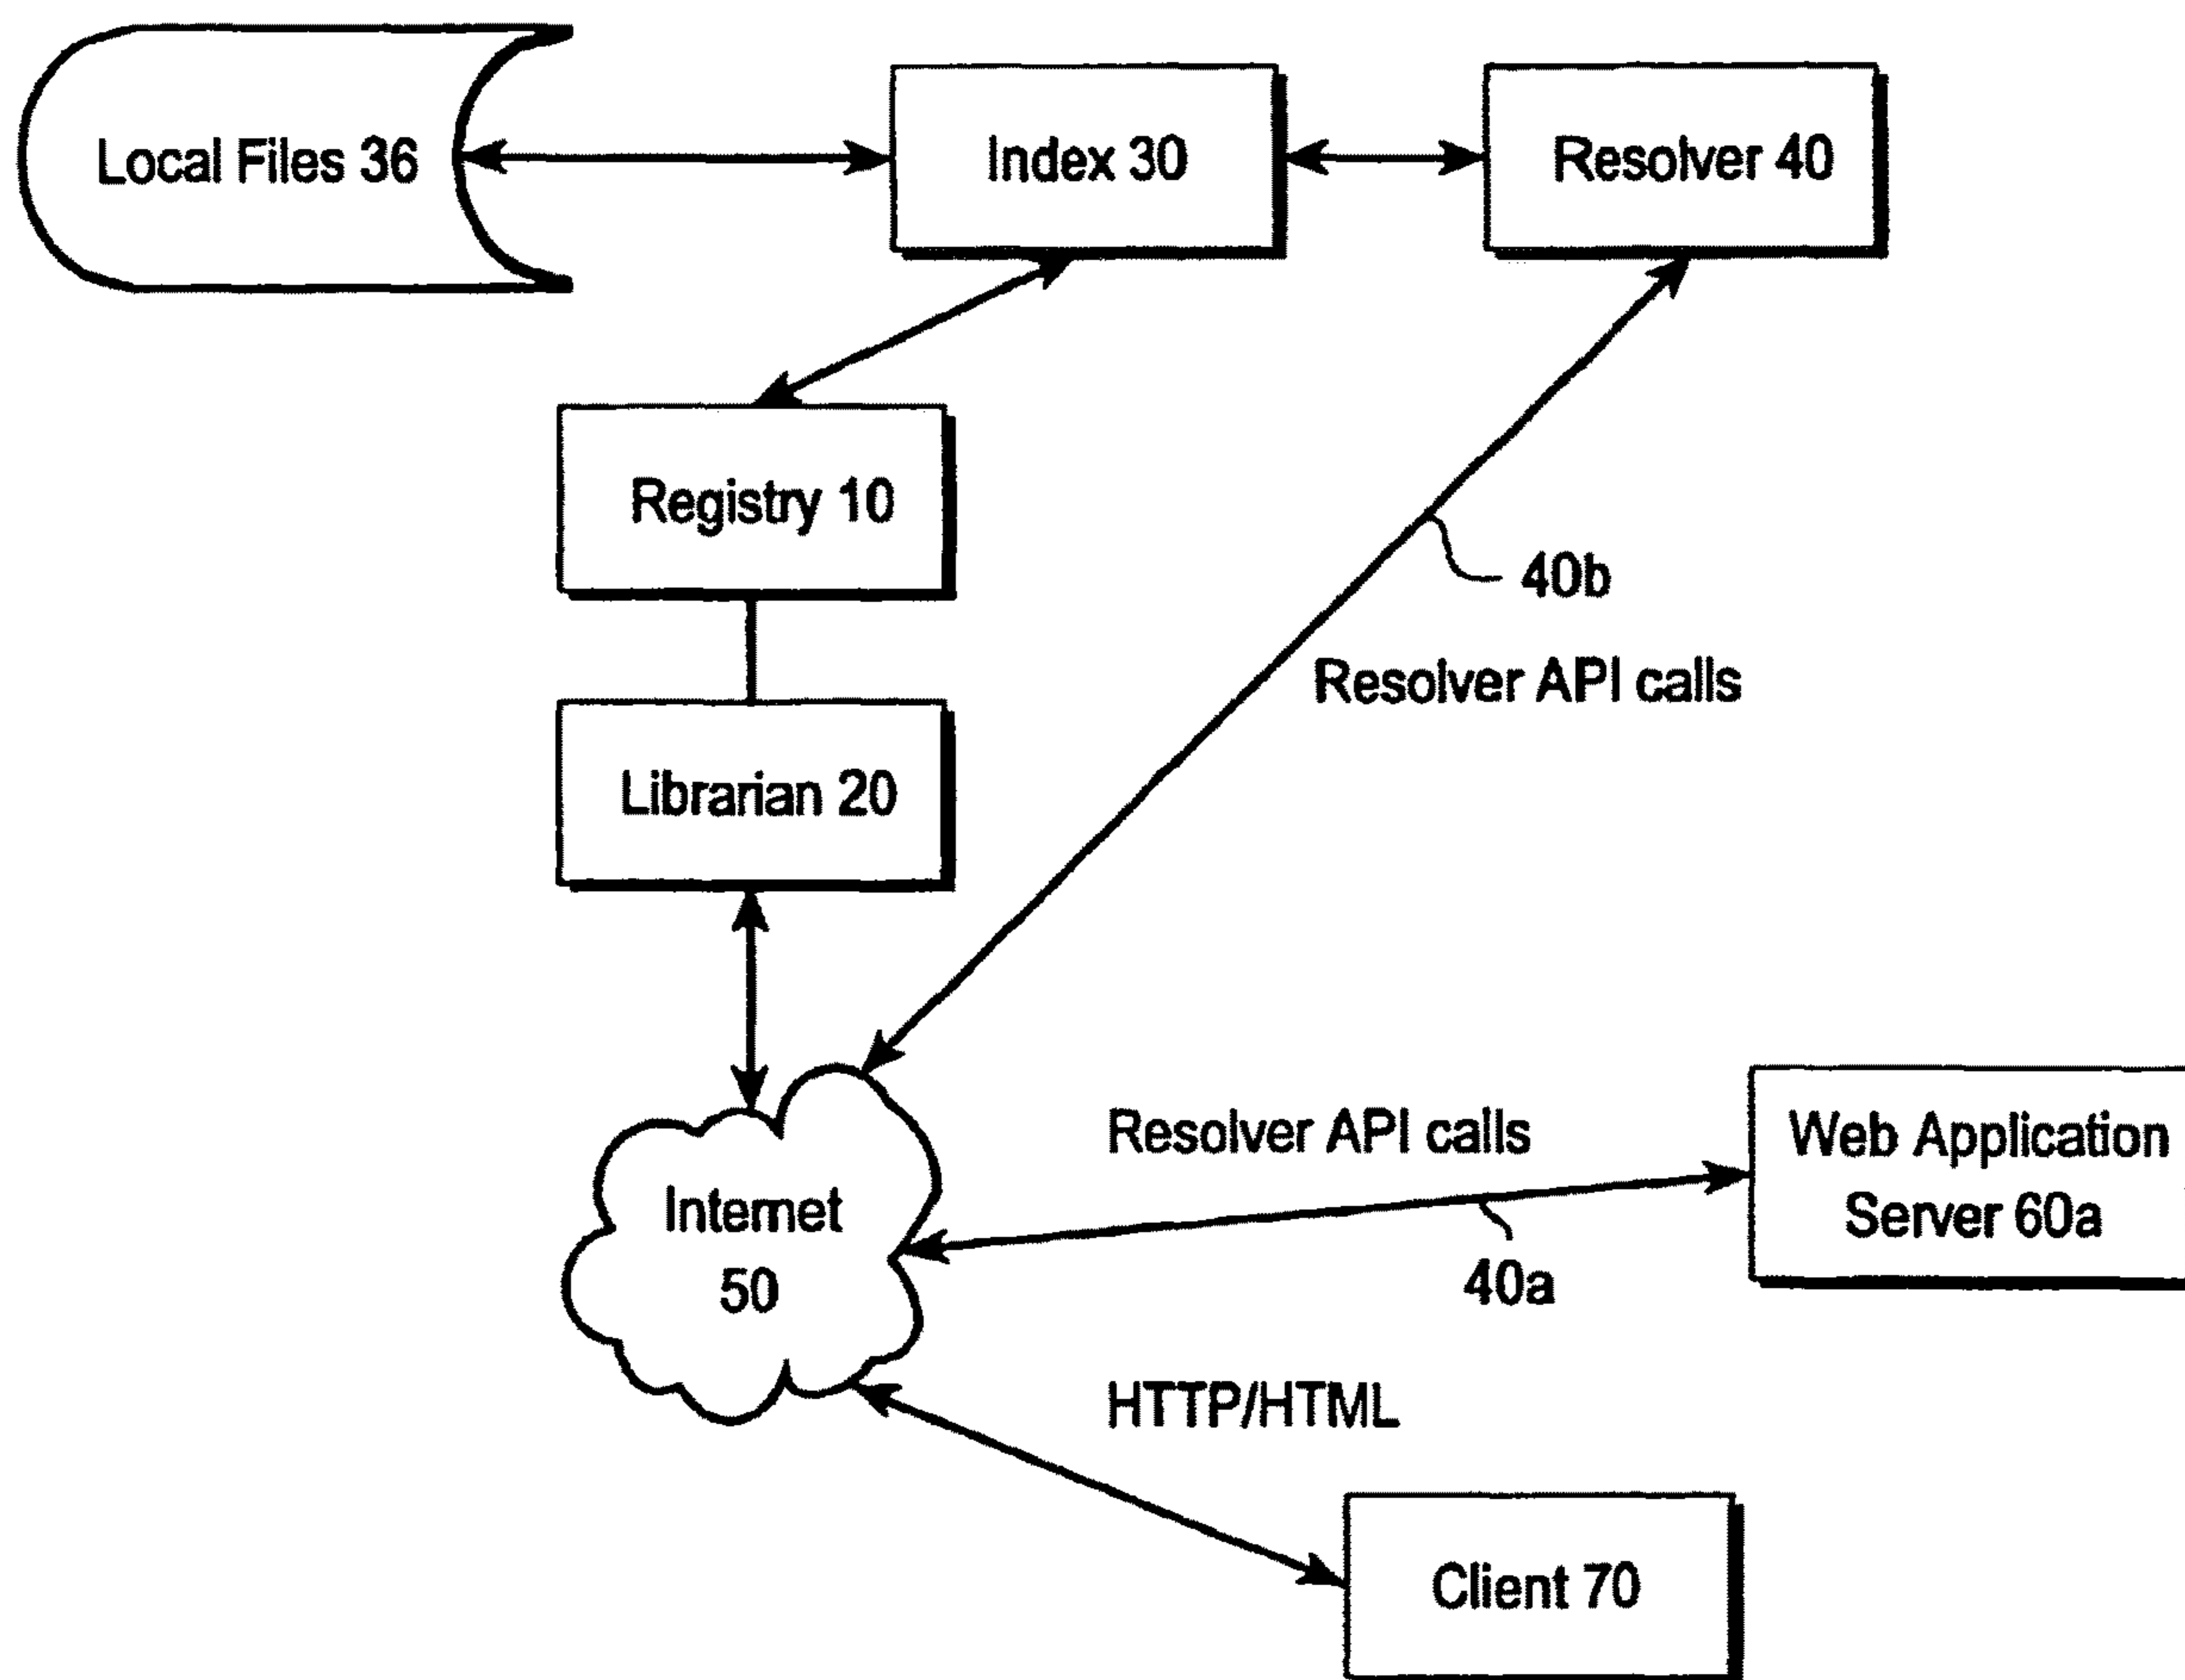 Local Files 36
Index 30
Resolver 40
Registry 10
40b
Resolver API calls
Librarian 20
Resolver API calls
Web Application
Server 60a
Internet
50
40a
HTTP/HTML
Client 70